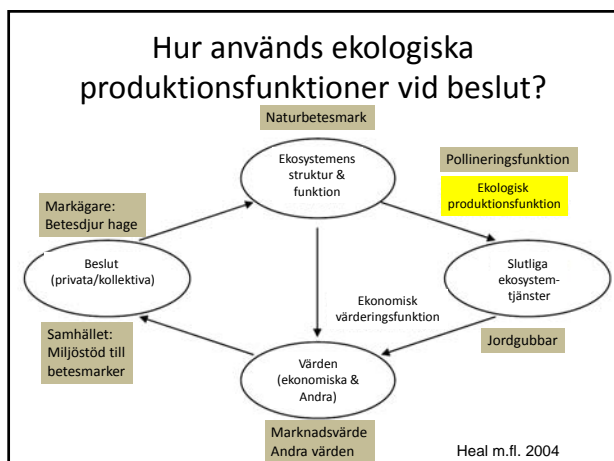 Hur används ekologiska
produktionsfunktioner vid beslut?
Naturbetesmark
Ekosystemens
struktur &
funktion
Pollineringsfunktion
Ekologisk
produktionsfunktion
Markägare:
Betesdjur hage
Beslut
(privata/kollektiva)
Slutliga
ekosystem-
tjänster
Ekonomisk
värderingsfunktion
Samhället:
Miljöstöd till
betesmarker
Jordgubbar
Värden
(ekonomiska &
Andra)
Marknadsvärde
Andra värden
Heal m.fl. 2004